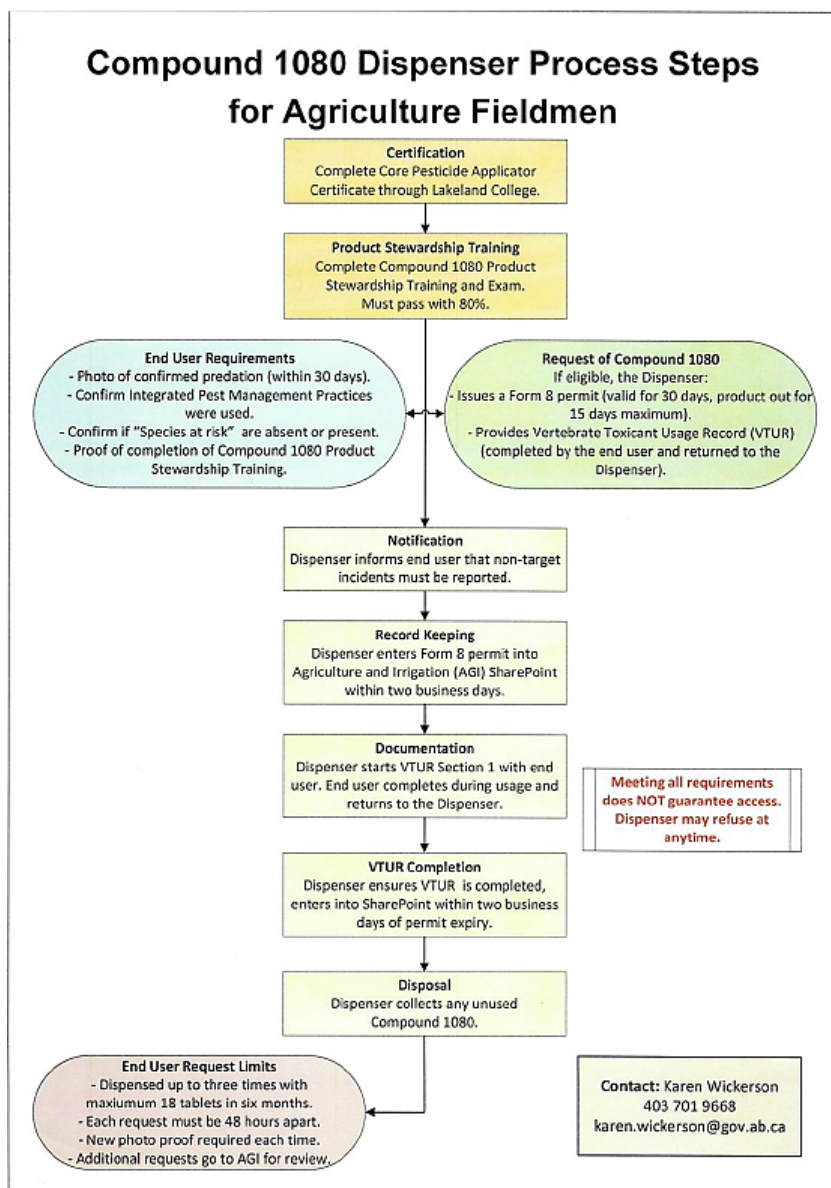 Compound 1080 Dispenser Process Steps
for Agriculture Fieldmen
Certification
Complete Core Pesticide Applicator
Certificate through Lakeland College.
Product Stewardship Training
Complete Compound 1080 Product
Stewardship Training and Exam.
Must pass with 80%.
End User Requirements
- Photo of confirmed predation (within 30 days).
- Confirm Integrated Pest Management Practices
were used.
- Confirm if "Species at risk" are absent or present.
- Proof of completion of Compound 1080 Product
Stewardship Training.
Request of Compound 1080
If eligible, the Dispenser:
- Issues a Form 8 permit (valid for 30 days, product out for
15 days maximum).
- Provides Vertebrate Toxicant Usage Record (VTUR)
(completed by the end user and returned to the
Dispenser).
Notification
Dispenser informs end user that non-target
incidents must be reported.
Record Keeping
Dispenser enters Form 8 permit into
Agriculture and Irrigation (AGI) SharePoint
within two business days.
Documentation
Dispenser starts VTUR Section 1 with end
user. End user completes during usage and
returns to the Dispenser.
Meeting all requirements
does NOT guarantee access.
Dispenser may refuse at
anytime.
VTUR Completion
Dispenser ensures VTUR is completed,
enters into SharePoint within two business
days of permit expiry.
Disposal
Dispenser collects any unused
Compound 1080.
End User Request Limits
- Dispensed up to three times with
maxiumum 18 tablets in six months.
- Each request must be 48 hours apart.
- New photo proof required each time.
- Additional requests go to AGI for review.
Contact: Karen Wickerson
403 701 9668
karen.wickerson@gov.ab.ca